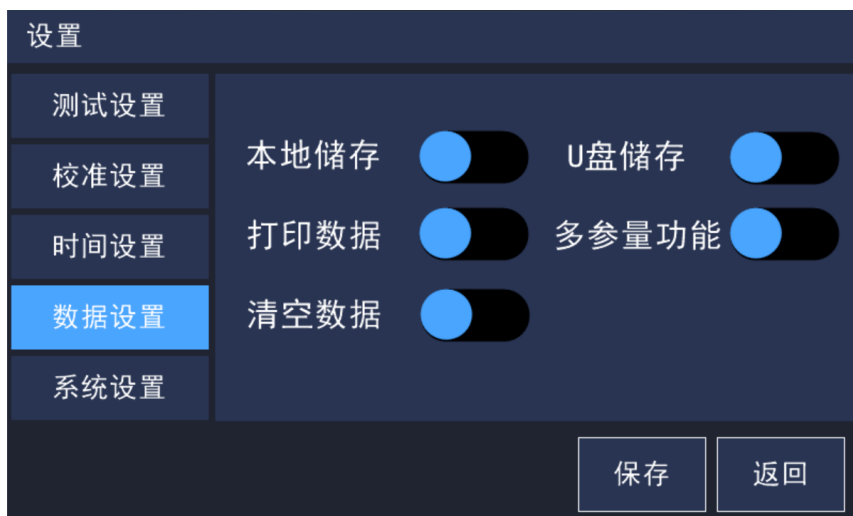 设置
测试设置
校准设置
时间设置
数据设置
系统设置
本地储存 U盘储存
打印数据 多参量功能
清空数据
保存 返回